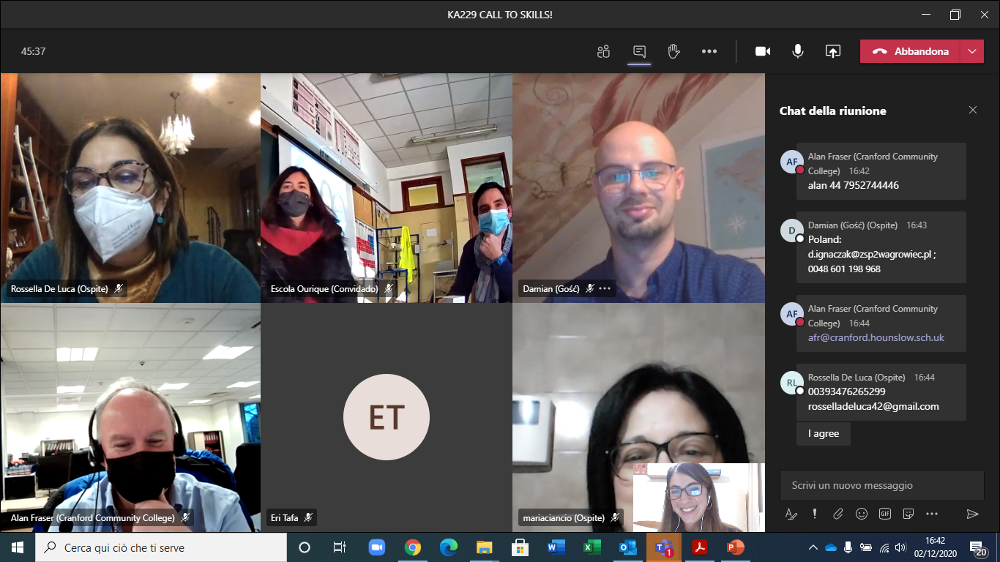 KA229 CALL TO SKILLS!
45:37
Abbandona
Rossella De Luca (Ospite)
Escola Ourique (Convidado)
Damian (Gość)
Alan Fraser (Cranford Community College)
ET
Eri Tafa
mariaciancio (Ospite)
Chat della riunione
AF
Alan Fraser (Cranford Community
College) 16:42
alan 44 7952744446
D
Damian (Gość) (Ospite) 16:43
Poland:
d.ignaczak@zsp2wagrowiec.pl ;
0048 601 198 968
AF
Alan Fraser (Cranford Community
College) 16:44
afr@cranford.hounslow.sch.uk
RL
Rossella De Luca (Ospite) 16:44
00393476265299
rosselladeluca42@gmail.com
I agree
Scrivi un nuovo messaggio
GIF
Cerca qui ciò che ti serve
1
16:42
02/12/2020
20